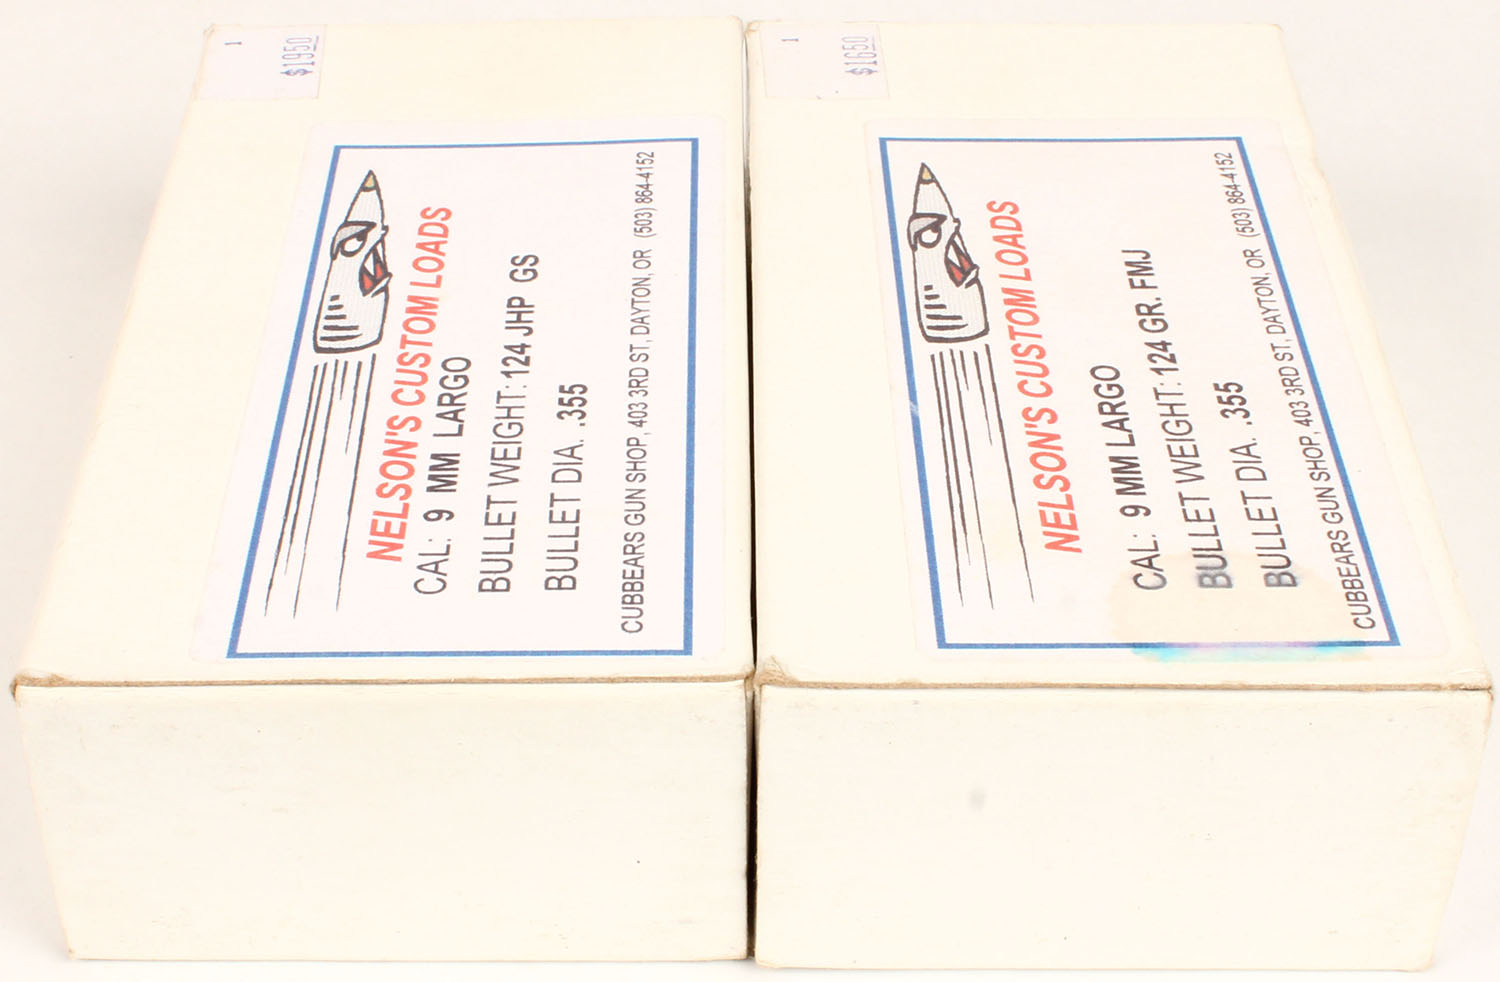 1
$19.50
NELSON'S CUSTOM LOADS
CAL: 9 MM LARGO
BULLET WEIGHT: 124 JHP GS
BULLET DIA. .355
CUBBEARS GUN SHOP, 403 3RD ST, DAYTON, OR (503) 864-4152
1
$16.50
NELSON'S CUSTOM LOADS
CAL: 9 MM LARGO
BULLET WEIGHT: 124 GR. FMJ
BULLET DIA. .355
CUBBEARS GUN SHOP, 403 3RD ST, DAYTON, OR (503) 864-4152